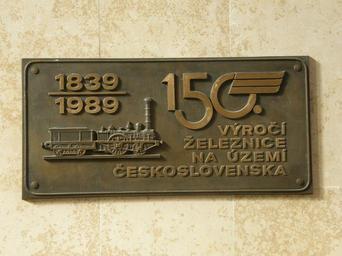 1839
1989
150.
VÝROČÍ
ŽELEZNICE
NA ÚZEMÍ
ČESKOSLOVENSKA